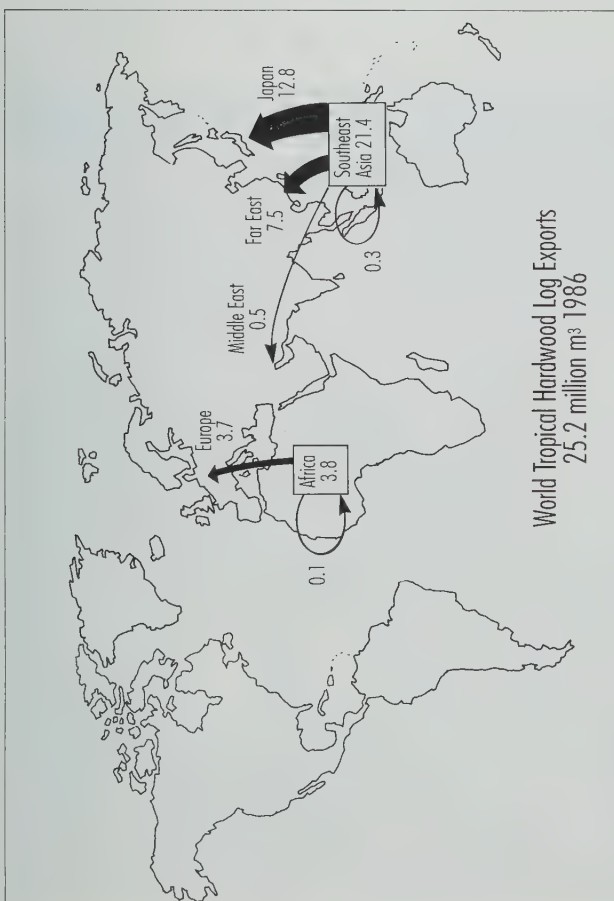 Japan
12.8
Far East
7.5
Southeast
Asia 21.4
0.3
Middle East
0.5
Europe
3.7
Africa
3.8
0.1
World Tropical Hardwood Log Exports
25.2 million m³ 1986